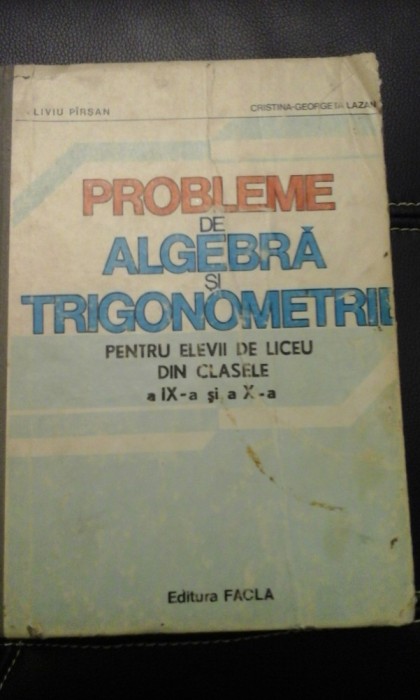 LIVIU PÎRȘAN
CRISTINA-GEORGETA LAZAN
PROBLEME
DE
ALGEBRĂ
ȘI
TRIGONOMETRIE
PENTRU ELEVII DE LICEU
DIN CLASELE
a IX-a și a X-a
Editura FACLA